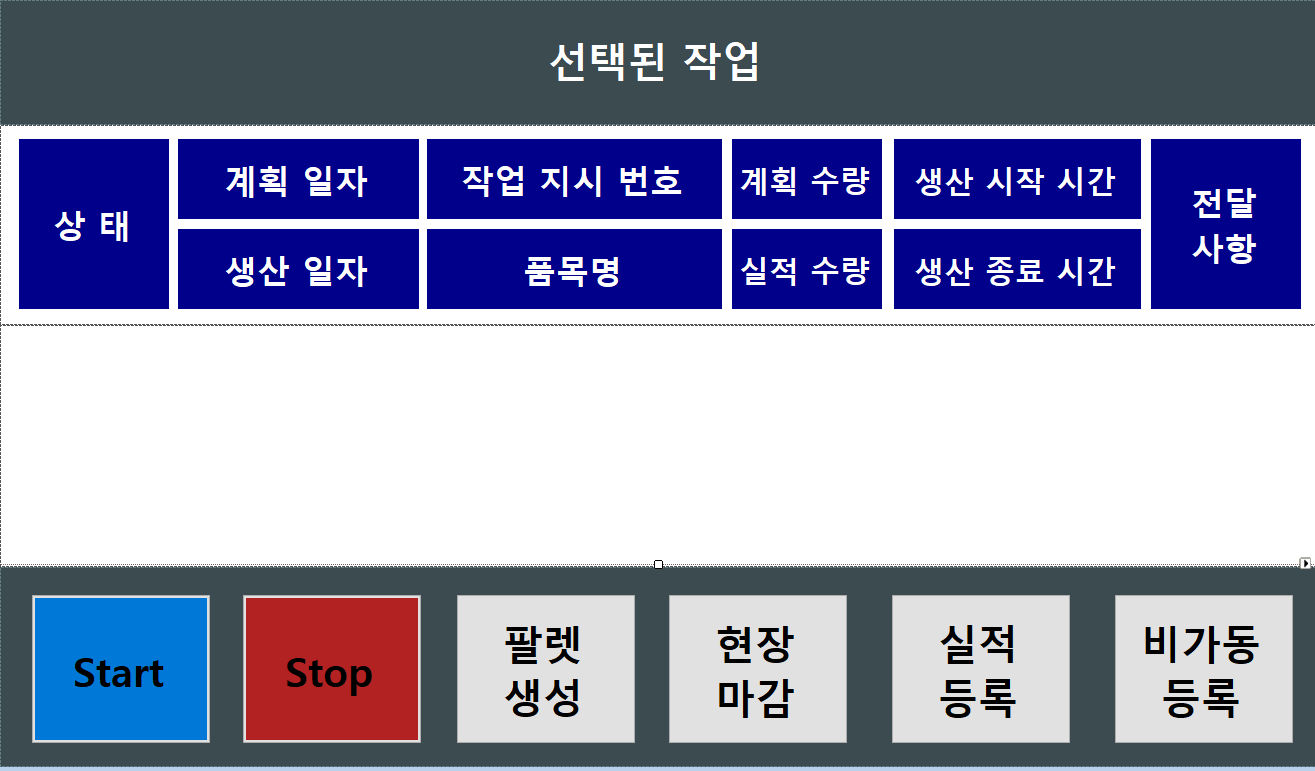 선택된 작업
상 태
계획 일자
작업 지시 번호
계획 수량
생산 시작 시간
전달
사항
생산 일자
품목명
실적 수량
생산 종료 시간
Start
Stop
팔렛
생성
현장
마감
실적
등록
비가동
등록